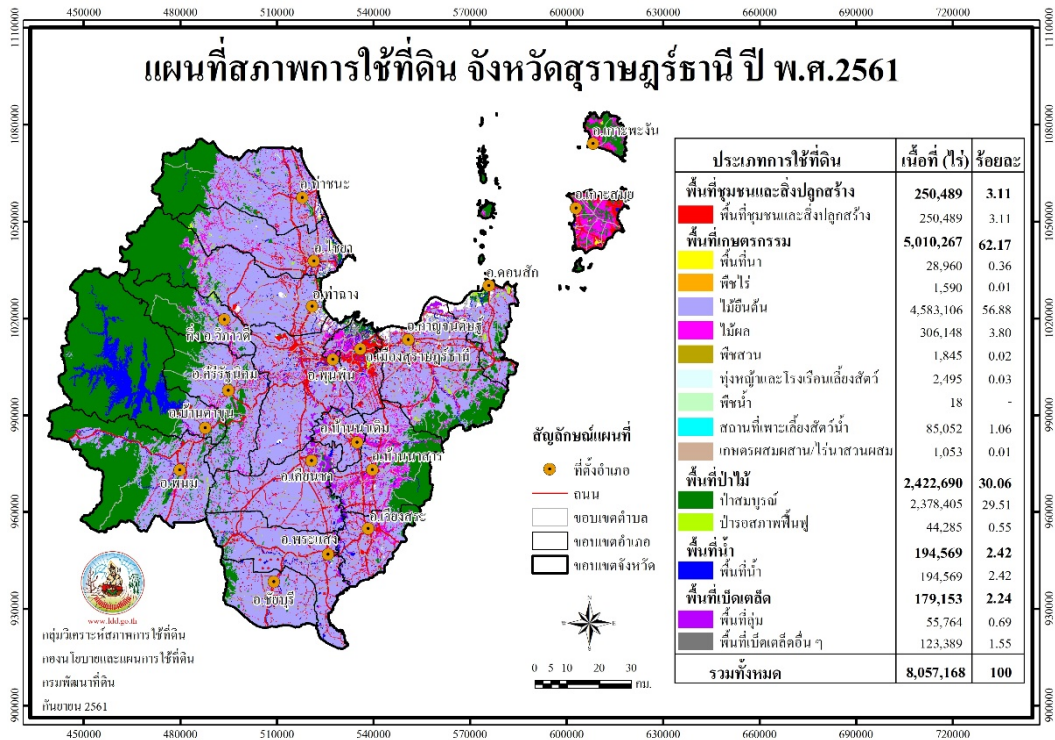 450000 480000 510000 540000 570000 600000 630000 660000 690000 720000
แผนที่สภาพการใช้ที่ดิน จังหวัดสุราษฎร์ธานี ปี พ.ศ.2561
1110000
1080000
1050000
1020000
990000
960000
930000
900000
อ.เกาะพะงัน
อ.เกาะสมุย
อ.ท่าชนะ
อ.ไชยา
อ.ดอนสัก
อ.ท่าฉาง
อ.กาญจนดิษฐ์
กิ่ง อ.วิภาวดี
อ.เมืองสุราษฎร์ธานี
อ.พุนพิน
อ.คีรีรัฐนิคม
อ.บ้านตาขุน
อ.บ้านนาเดิม
อ.บ้านนาสาร
อ.พนม
อ.เคียนซา
อ.เวียงสระ
อ.พระแสง
อ.ชัยบุรี
ประเภทการใช้ที่ดิน เนื้อที่ (ไร่) ร้อยละ
พื้นที่ชุมชนและสิ่งปลูกสร้าง 250,489 3.11
พื้นที่ชุมชนและสิ่งปลูกสร้าง 250,489 3.11
พื้นที่เกษตรกรรม 5,010,267 62.17
พื้นที่นา 28,960 0.36
พืชไร่ 1,590 0.01
ไม้ยืนต้น 4,583,106 56.88
ไม้ผล 306,148 3.80
พืชสวน 1,845 0.02
ทุ่งหญ้าและโรงเรือนเลี้ยงสัตว์ 2,495 0.03
พืชน้ำ 18 -
สถานที่เพาะเลี้ยงสัตว์น้ำ 85,052 1.06
เกษตรผสมผสาน/ไร่นาสวนผสม 1,053 0.01
พื้นที่ป่าไม้ 2,422,690 30.06
ป่าสมบูรณ์ 2,378,405 29.51
ป่ารอสภาพฟื้นฟู 44,285 0.55
พื้นที่น้ำ 194,569 2.42
พื้นที่น้ำ 194,569 2.42
พื้นที่เบ็ดเตล็ด 179,153 2.24
พื้นที่ลุ่ม 55,764 0.69
พื้นที่เบ็ดเตล็ดอื่น ๆ 123,389 1.55
รวมทั้งหมด 8,057,168 100
สัญลักษณ์แผนที่
ที่ตั้งอำเภอ
ถนน
ขอบเขตตำบล
ขอบเขตอำเภอ
ขอบเขตจังหวัด
0 5 10 20 30
กม.
www.ldd.go.th
กลุ่มวิเคราะห์สภาพการใช้ที่ดิน
กองนโยบายและแผนการใช้ที่ดิน
กรมพัฒนาที่ดิน
กันยายน 2561
1110000
1080000
1050000
1020000
990000
960000
930000
900000
450000 480000 510000 540000 570000 600000 630000 660000 690000 720000